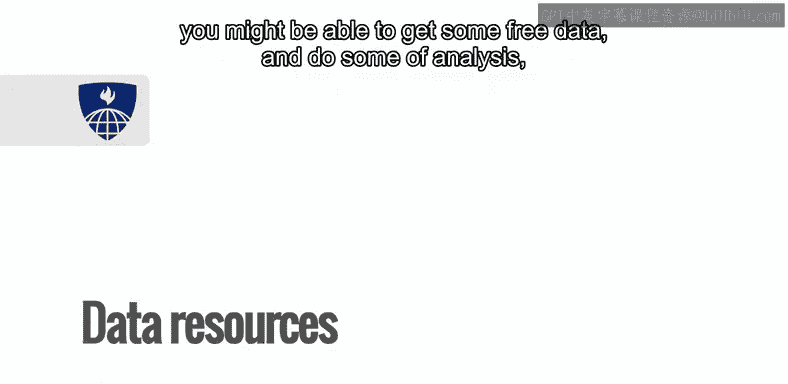 you might be able to get some free data,
and do some of analysis,
Data resources